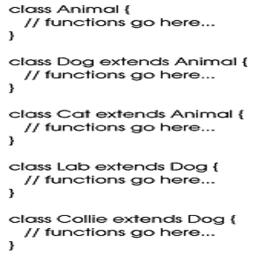 class Animal {
// functions go here...
}
class Dog extends Animal {
// functions go here...
}
class Cat extends Animal {
// functions go here...
}
class Lab extends Dog {
// functions go here...
}
class Collie extends Dog {
// functions go here...
}